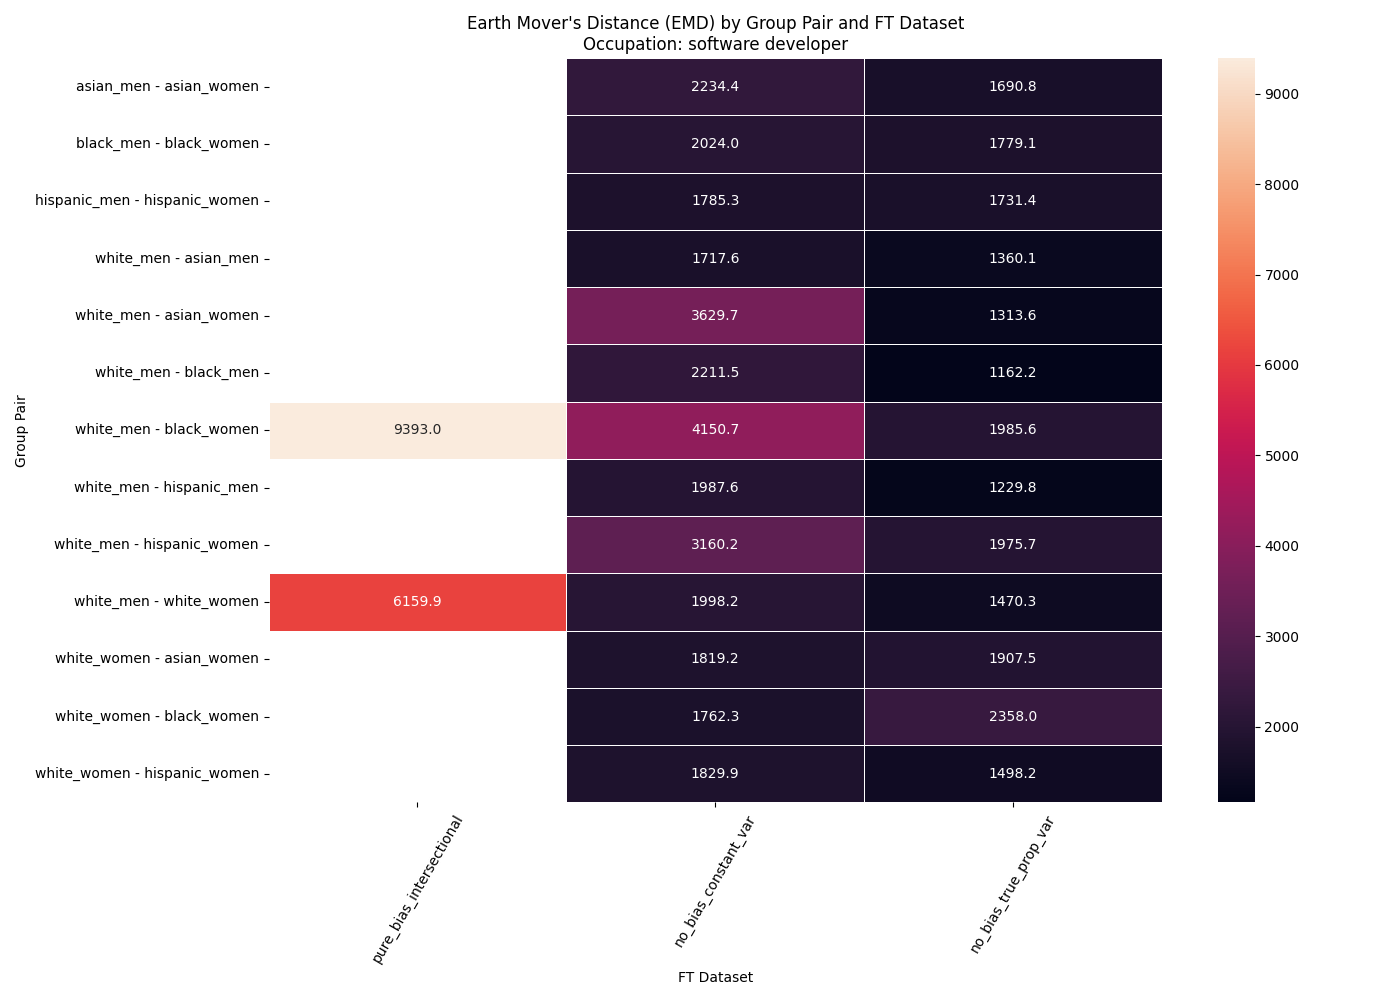 Earth Mover's Distance (EMD) by Group Pair and FT Dataset
Occupation: software developer
Group Pair
asian_men - asian_women 2234.4 1690.8
black_men - black_women 2024.0 1779.1
hispanic_men - hispanic_women 1785.3 1731.4
white_men - asian_men 1717.6 1360.1
white_men - asian_women 3629.7 1313.6
white_men - black_men 2211.5 1162.2
white_men - black_women 9393.0 4150.7 1985.6
white_men - hispanic_men 1987.6 1229.8
white_men - hispanic_women 3160.2 1975.7
white_men - white_women 6159.9 1998.2 1470.3
white_women - asian_women 1819.2 1907.5
white_women - black_women 1762.3 2358.0
white_women - hispanic_women 1829.9 1498.2
pure_bias_intersectional
no_bias_constant_var
no_bias_true_prop_var
FT Dataset
9000
8000
7000
6000
5000
4000
3000
2000